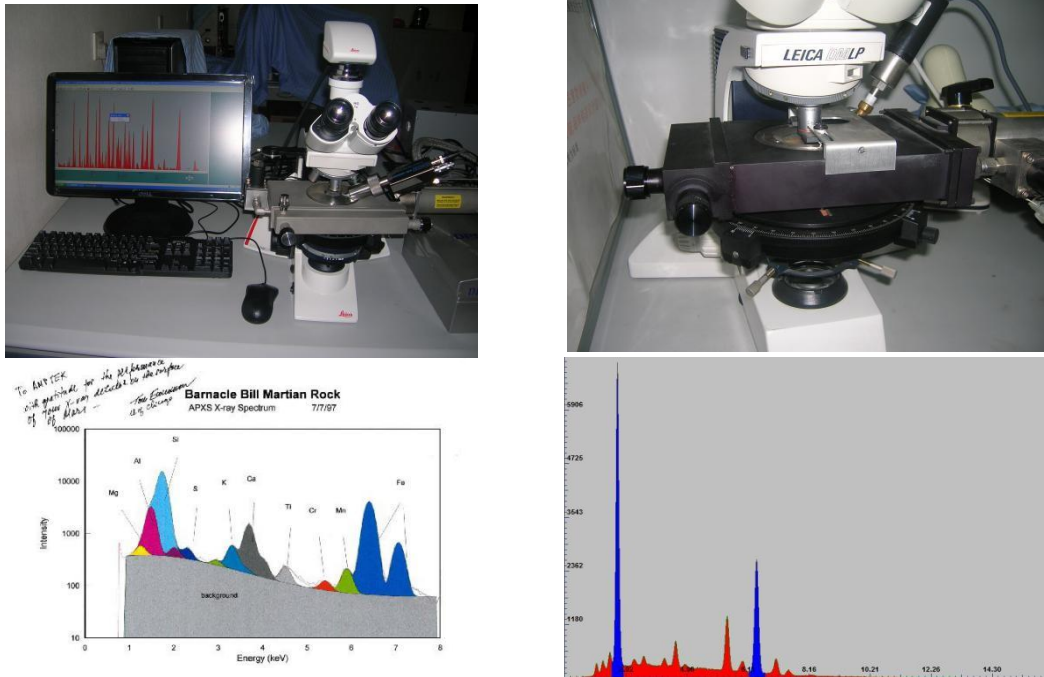 LEICA DMLP
Leica
To AMPTEK
with gratitude for the performance
of your X-ray detector on the surface
of Mars -
Barnacle Bill Martian Rock
APXS X-ray Spectrum 7/7/97
100000
10000
1000
100
10
Intensity
Mg
Al
Si
S
K
Ca
Ti
Cr
Mn
Fe
background
0 1 2 3 4 5 6 7 8
Energy (keV)
5906
4725
3543
2362
1180
8.16 10.21 12.26 14.30